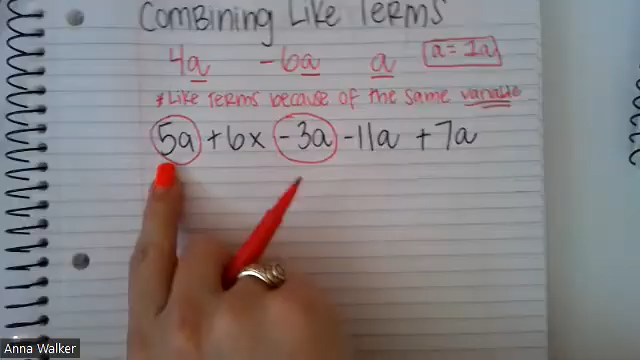 Combining Like Terms
4a -6a a a = 1a
*Like Terms because of the same variable
5a + 6x - 3a - 11a + 7a
Anna Walker